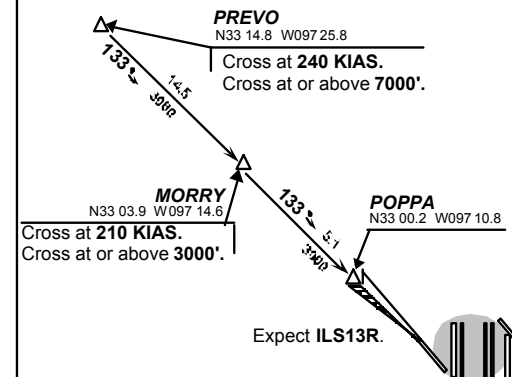 PREVO
N33 14.8 W097 25.8
Cross at 240 KIAS.
Cross at or above 7000'.
133°
14.5
3000
MORRY
N33 03.9 W097 14.6
Cross at 210 KIAS.
Cross at or above 3000'.
133°
5.1
3000
POPPA
N33 00.2 W097 10.8
Expect ILS13R.